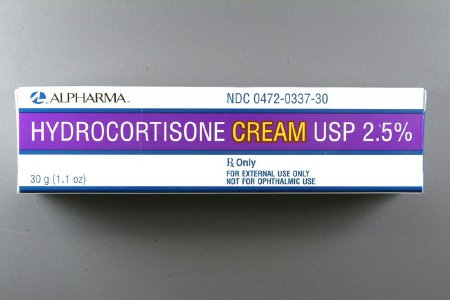 ALPHARMA™ NDC 0472-0337-30
HYDROCORTISONE CREAM USP 2.5%
℞ Only
30 g (1.1 oz) FOR EXTERNAL USE ONLY
NOT FOR OPHTHALMIC USE